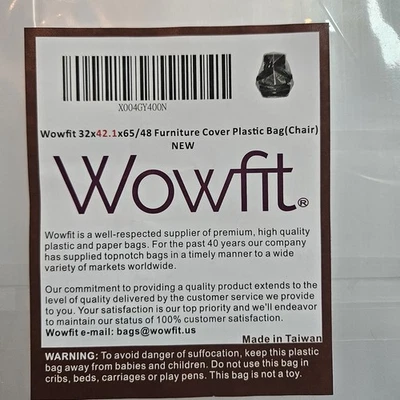 X004GY400N
Wowfit 32x42.1x65/48 Furniture Cover Plastic Bag(Chair)
NEW
Wowfit®
Wowfit is a well-respected supplier of premium, high quality
plastic and paper bags. For the past 40 years our company
has supplied topnotch bags in a timely manner to a wide
variety of markets worldwide.
Our commitment to providing a quality product extends to the
level of quality delivered by the customer service we provide
to you. Your satisfaction is our top priority and we'll endeavor
to maintain our status of 100% customer satisfaction.
Wowfit e-mail: bags@wowfit.us
Made in Taiwan
WARNING: To avoid danger of suffocation, keep this plastic
bag away from babies and children. Do not use this bag in
cribs, beds, carriages or play pens. This bag is not a toy.